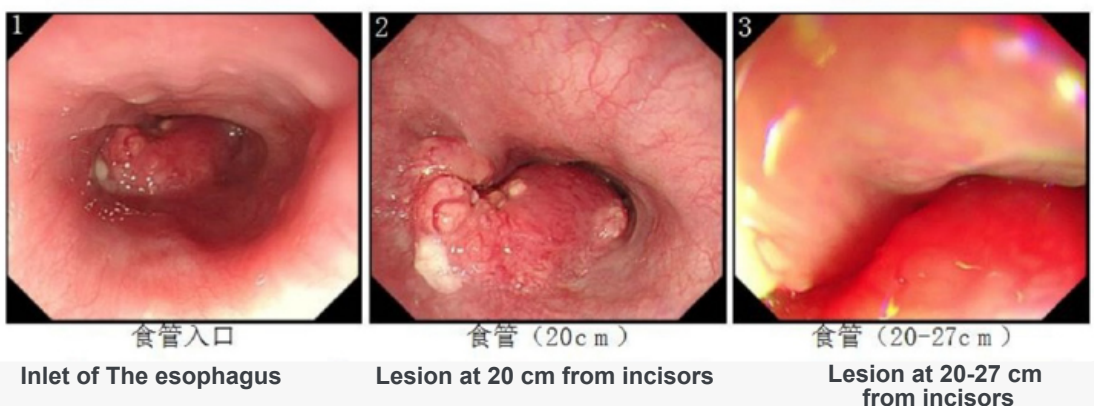 1
2
3
食管入口
食管（20cm）
食管（20-27cm）
Inlet of The esophagus
Lesion at 20 cm from incisors
Lesion at 20-27 cm
from incisors